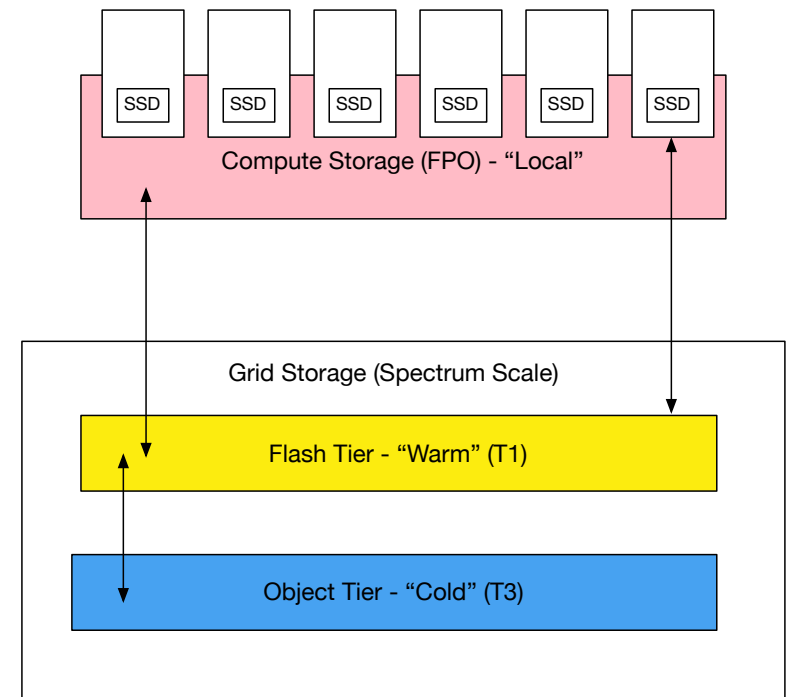 SSD
SSD
SSD
SSD
SSD
SSD
Compute Storage (FPO) - “Local”
Grid Storage (Spectrum Scale)
Flash Tier - “Warm” (T1)
Object Tier - “Cold” (T3)